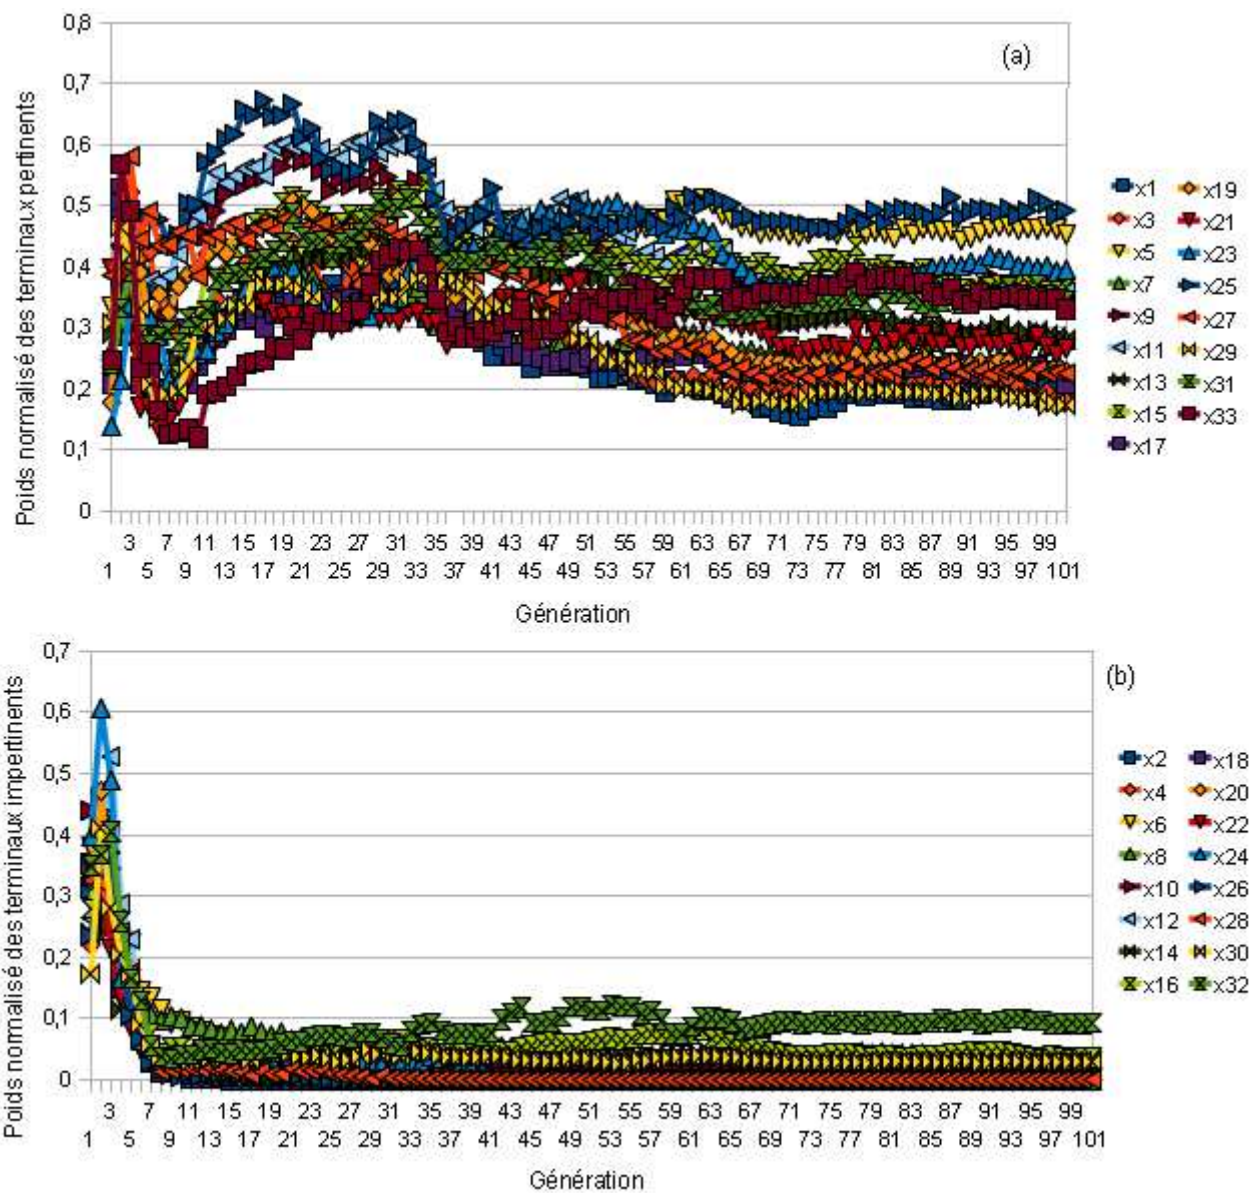 0,8
(a)
0,7
0,6
0,5
0,4
0,3
0,2
0,1
0
Poids normalisé des terminaux pertinents
3 7 11 15 19 23 27 31 35 39 43 47 51 55 59 63 67 71 75 79 83 87 91 95 99
1 5 9 13 17 21 25 29 33 37 41 45 49 53 57 61 65 69 73 77 81 85 89 93 97 101
Génération
x1 x19
x3 x21
x5 x23
x7 x25
x9 x27
x11 x29
x13 x31
x15 x33
x17
0,7
(b)
0,6
0,5
0,4
0,3
0,2
0,1
0
Poids normalisé des terminaux impertinents
3 7 11 15 19 23 27 31 35 39 43 47 51 55 59 63 67 71 75 79 83 87 91 95 99
1 5 9 13 17 21 25 29 33 37 41 45 49 53 57 61 65 69 73 77 81 85 89 93 97 101
Génération
x2 x18
x4 x20
x6 x22
x8 x24
x10 x26
x12 x28
x14 x30
x16 x32